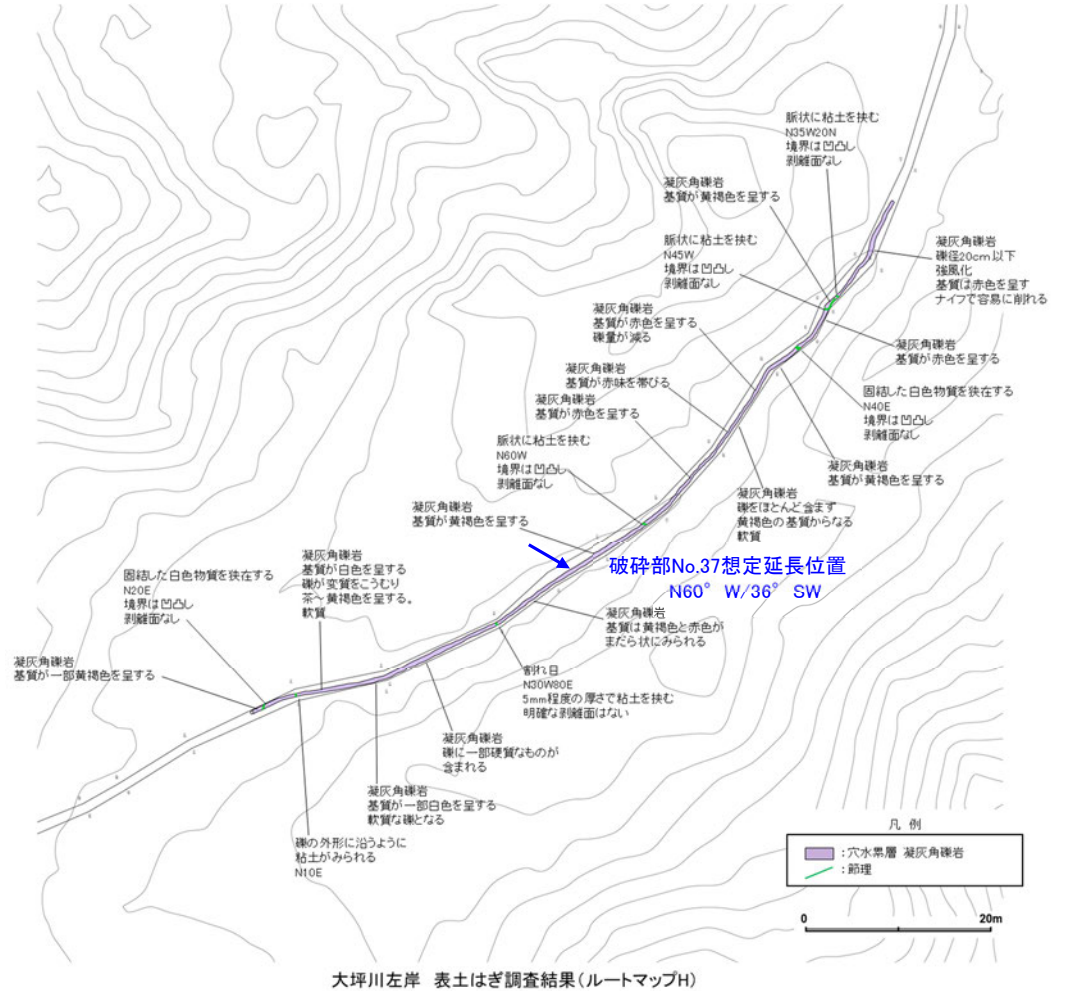 脈状に粘土を挟む
N35W20N
境界は凹凸し
剥離面なし
凝灰角礫岩
基質が黄褐色を呈する
脈状に粘土を挟む
N45W
境界は凹凸し
剥離面なし
凝灰角礫岩
礫径20cm以下
強風化
基質は赤色を呈す
ナイフで容易に削れる
凝灰角礫岩
基質が赤色を呈する
礫量が減る
凝灰角礫岩
基質が赤色を呈する
凝灰角礫岩
基質が赤味を帯びる
固結した白色物質を狭在する
N40E
境界は凹凸し
剥離面なし
凝灰角礫岩
基質が赤色を呈する
脈状に粘土を挟む
N60W
境界は凹凸し
剥離面なし
凝灰角礫岩
基質が黄褐色を呈する
凝灰角礫岩
礫をほとんど含まず
黄褐色の基質からなる
軟質
凝灰角礫岩
基質が黄褐色を呈する
破砕部No.37想定延長位置
N60°W/36°SW
凝灰角礫岩
基質が白色を呈する
礫が変質をこうむり
茶～黄褐色を呈する。
軟質
固結した白色物質を狭在する
N20E
境界は凹凸し
剥離面なし
凝灰角礫岩
基質は黄褐色と赤色が
まだら状にみられる
凝灰角礫岩
基質が一部黄褐色を呈する
割れ目
N30W80E
5mm程度の厚さで粘土を挟む
明確な剥離面はない
凝灰角礫岩
礫に一部硬質なものが
含まれる
凝灰角礫岩
基質が一部白色を呈する
軟質な礫となる
礫の外形に沿うように
粘土がみられる
N10E
凡 例
：穴水累層 凝灰角礫岩
：節理
0 20m
大坪川左岸 表土はぎ調査結果(ルートマップH)